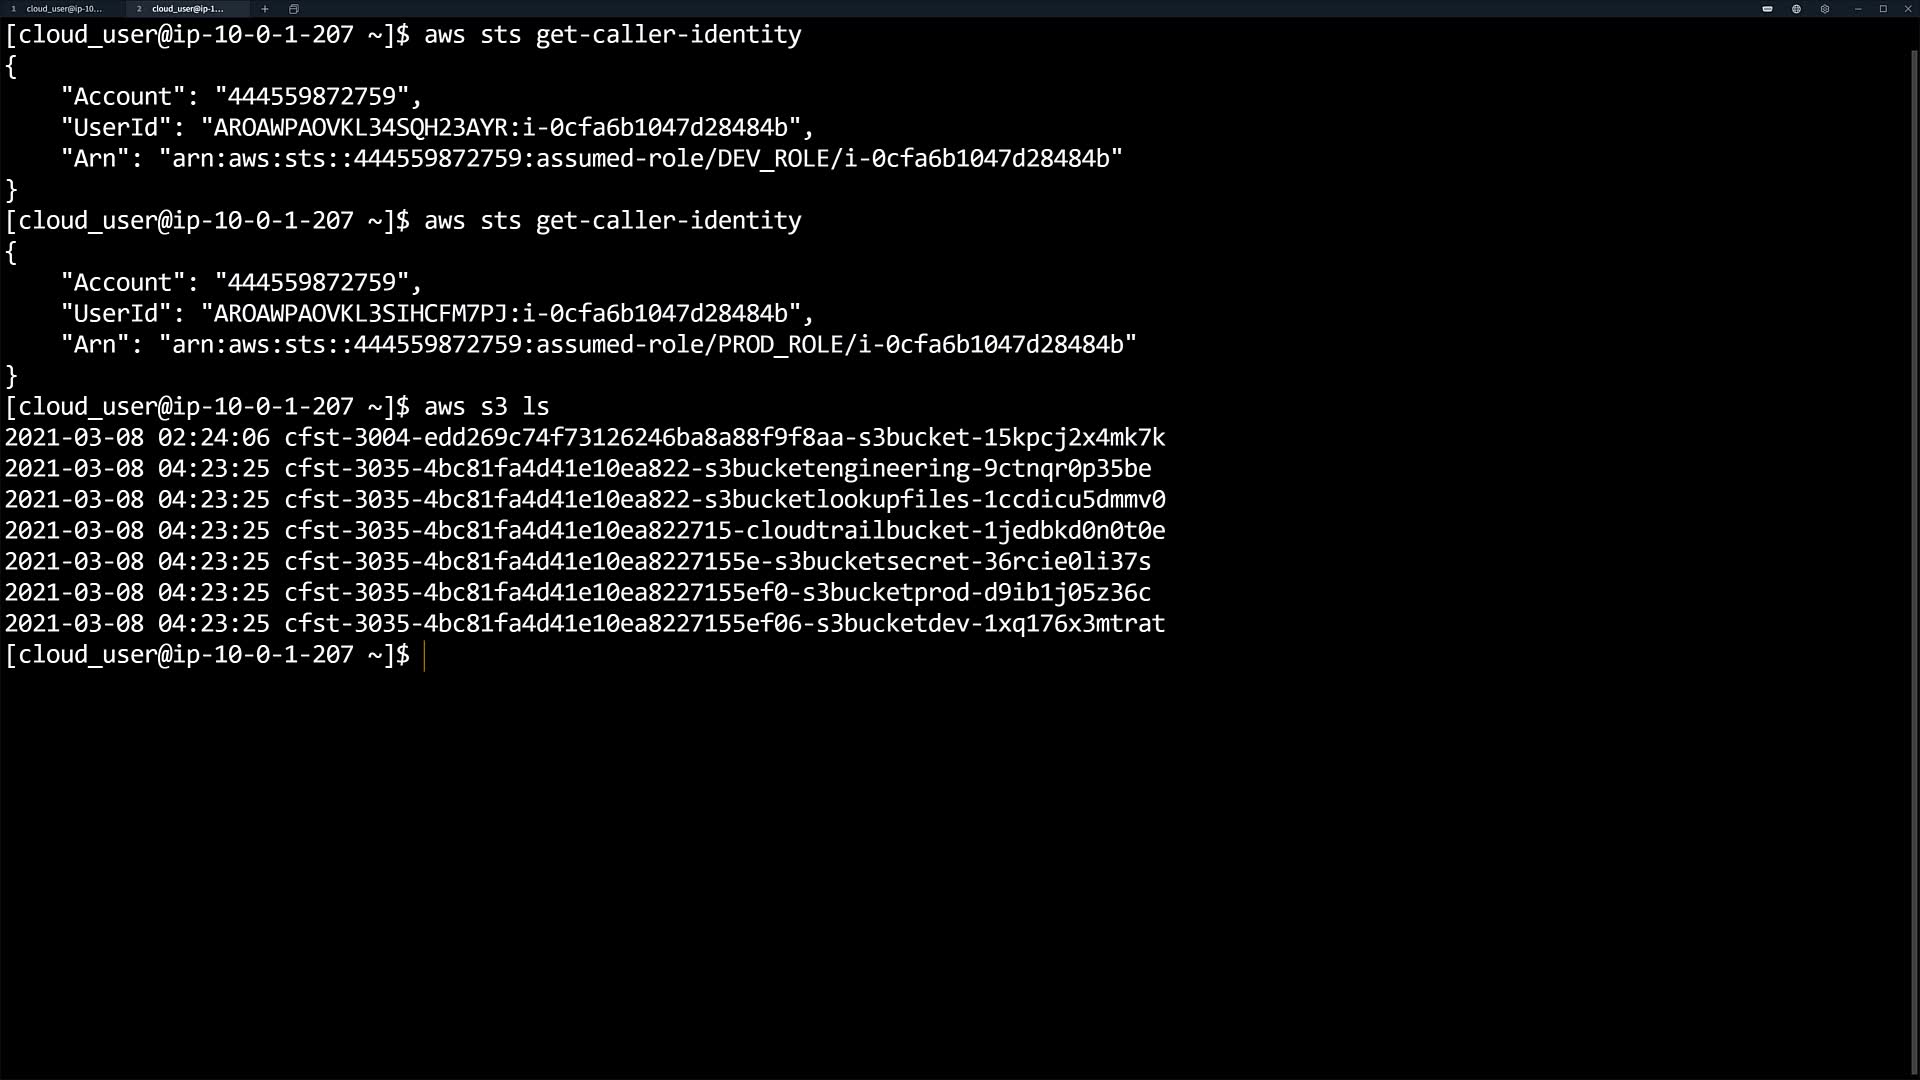 1 cloud_user@ip-10... 2 cloud_user@ip-1...
[cloud_user@ip-10-0-1-207 ~]$ aws sts get-caller-identity
{
    "Account": "444559872759",
    "UserId": "AROAWPAOVKL34SQH23AYR:i-0cfa6b1047d28484b",
    "Arn": "arn:aws:sts::444559872759:assumed-role/DEV_ROLE/i-0cfa6b1047d28484b"
}
[cloud_user@ip-10-0-1-207 ~]$ aws sts get-caller-identity
{
    "Account": "444559872759",
    "UserId": "AROAWPAOVKL3SIHCFM7PJ:i-0cfa6b1047d28484b",
    "Arn": "arn:aws:sts::444559872759:assumed-role/PROD_ROLE/i-0cfa6b1047d28484b"
}
[cloud_user@ip-10-0-1-207 ~]$ aws s3 ls
2021-03-08 02:24:06 cfst-3004-edd269c74f73126246ba8a88f9f8aa-s3bucket-15kpcj2x4mk7k
2021-03-08 04:23:25 cfst-3035-4bc81fa4d41e10ea822-s3bucketengineering-9ctnqr0p35be
2021-03-08 04:23:25 cfst-3035-4bc81fa4d41e10ea822-s3bucketlookupfiles-1ccdicu5dmmv0
2021-03-08 04:23:25 cfst-3035-4bc81fa4d41e10ea822715-cloudtrailbucket-1jedbkd0n0t0e
2021-03-08 04:23:25 cfst-3035-4bc81fa4d41e10ea8227155e-s3bucketsecret-36rcie0li37s
2021-03-08 04:23:25 cfst-3035-4bc81fa4d41e10ea8227155ef0-s3bucketprod-d9ib1j05z36c
2021-03-08 04:23:25 cfst-3035-4bc81fa4d41e10ea8227155ef06-s3bucketdev-1xq176x3mtrat
[cloud_user@ip-10-0-1-207 ~]$